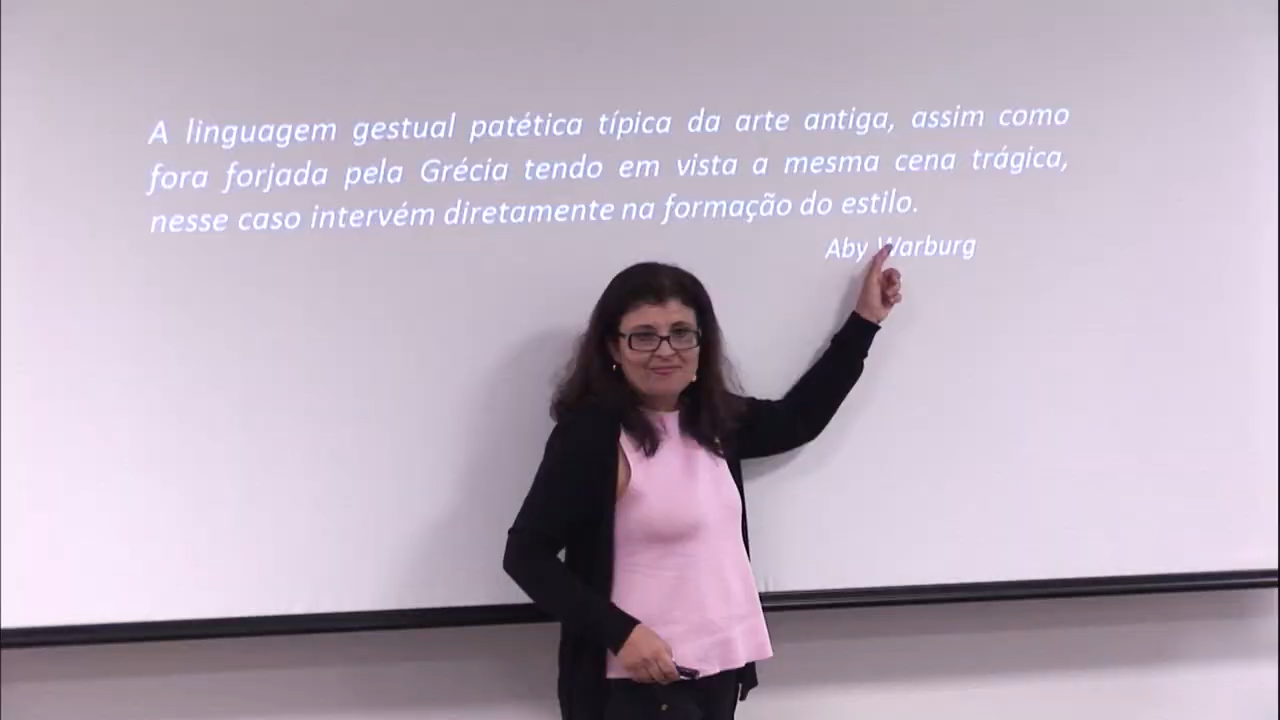 A linguagem gestual patética típica da arte antiga, assim como
fora forjada pela Grécia tendo em vista a mesma cena trágica,
nesse caso intervém diretamente na formação do estilo.
Aby Warburg